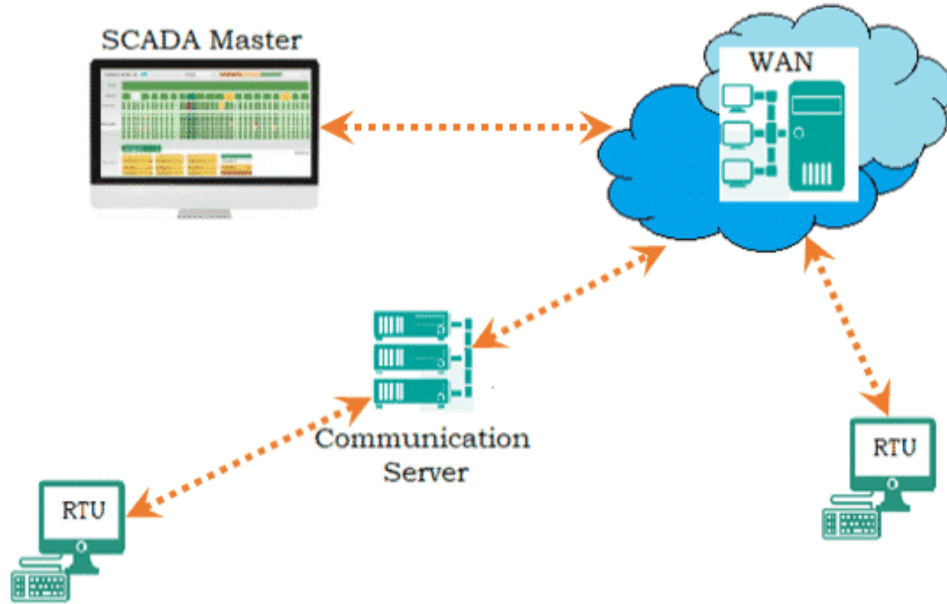 SCADA Master
WAN
Communication
Server
RTU
RTU